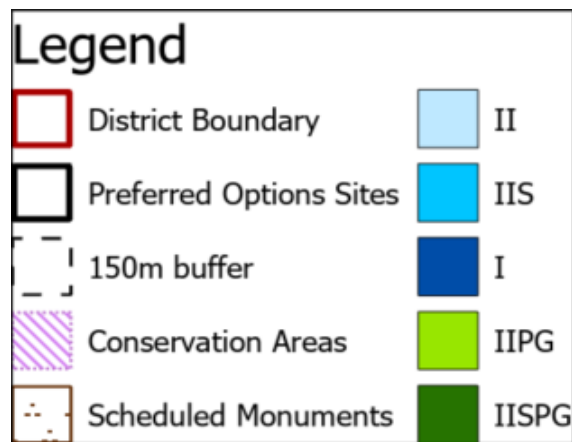 Legend
District Boundary
II
Preferred Options Sites
IIS
150m buffer
I
Conservation Areas
IIPG
Scheduled Monuments
IISPG